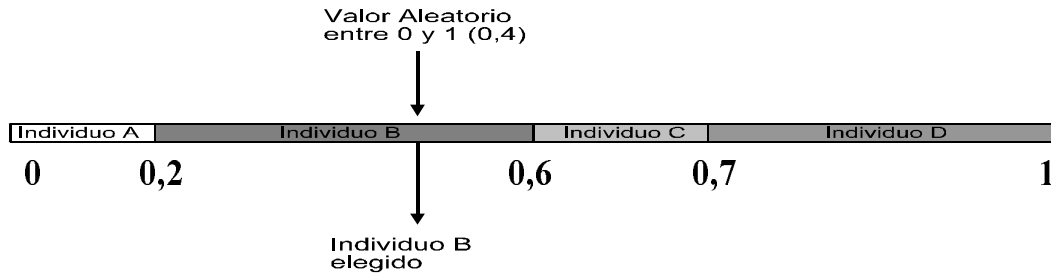 Valor Aleatorio
entre 0 y 1 (0,4)
Individuo A Individuo B Individuo C Individuo D
0 0,2 0,6 0,7 1
Individuo B
elegido